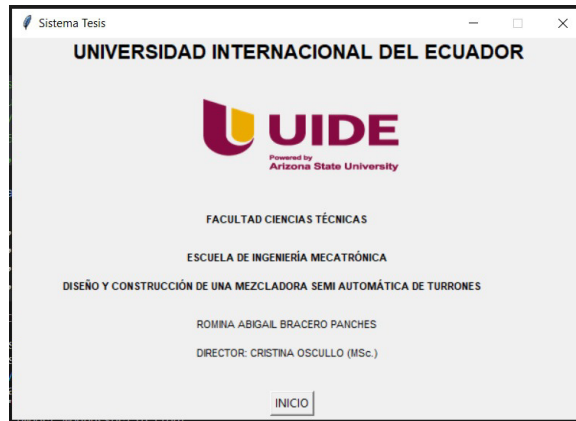 Sistema Tesis
UNIVERSIDAD INTERNACIONAL DEL ECUADOR
UIDE
Powered by
Arizona State University
FACULTAD CIENCIAS TÉCNICAS
ESCUELA DE INGENIERÍA MECATRÓNICA
DISEÑO Y CONSTRUCCIÓN DE UNA MEZCLADORA SEMI AUTOMÁTICA DE TURRONES
ROMINA ABIGAIL BRACERO PANCHES
DIRECTOR: CRISTINA OSCULLO (MSc.)
INICIO